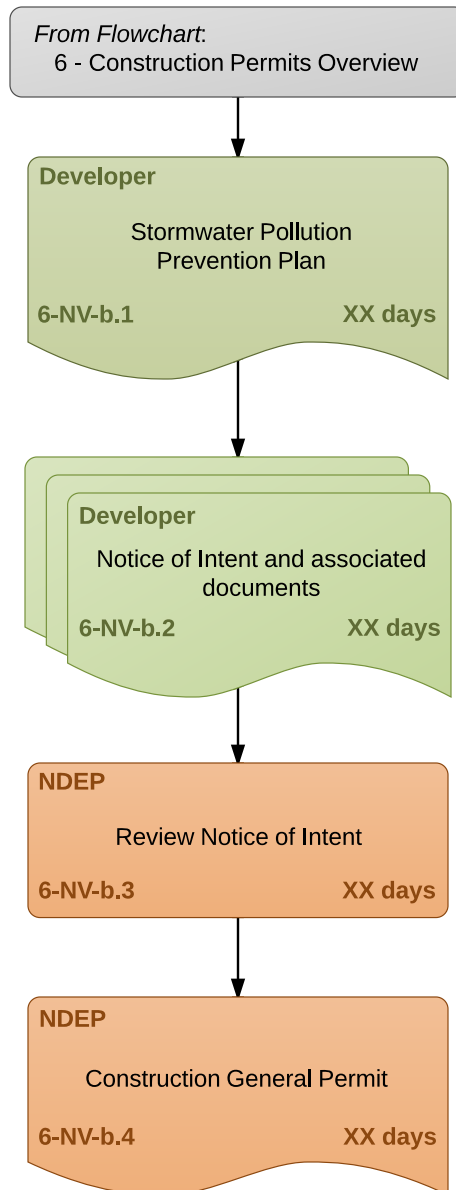 From Flowchart:
6 - Construction Permits Overview
Developer
Stormwater Pollution
Prevention Plan
6-NV-b.1 XX days
Developer
Notice of Intent and associated
documents
6-NV-b.2 XX days
NDEP
Review Notice of Intent
6-NV-b.3 XX days
NDEP
Construction General Permit
6-NV-b.4 XX days